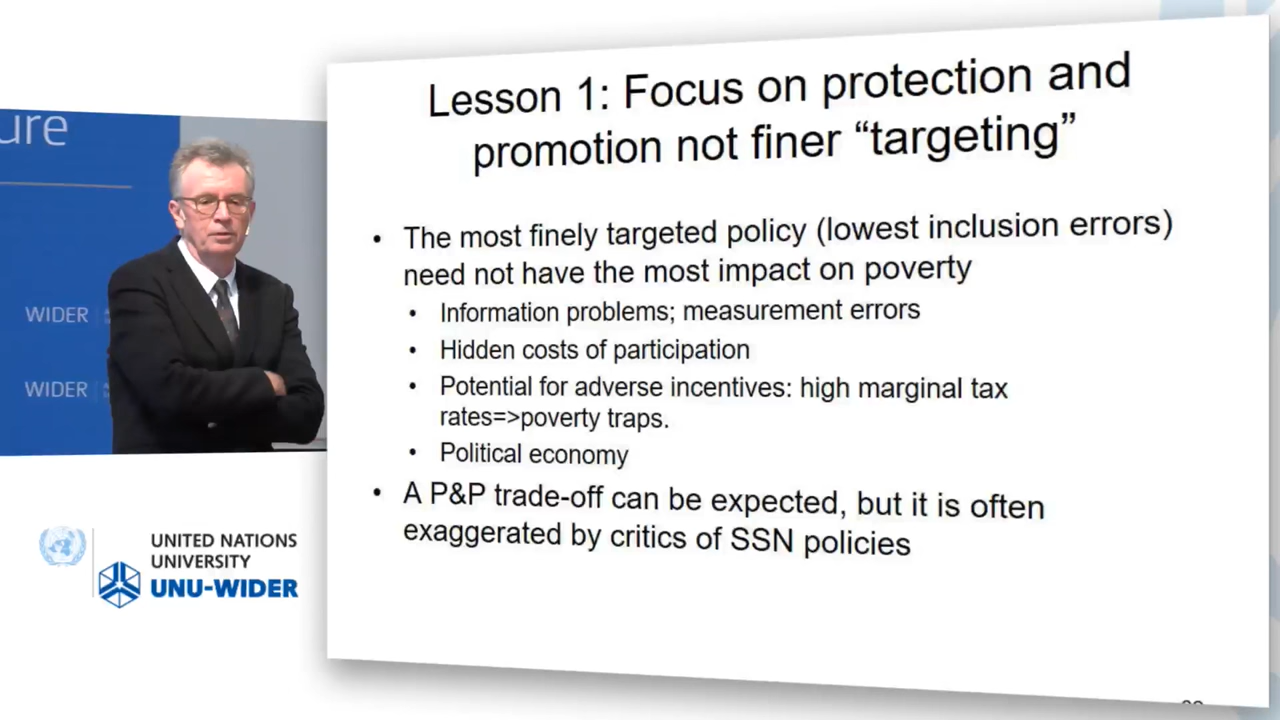 WIDER
WIDER
UNITED NATIONS
UNIVERSITY
UNU-WIDER
Lesson 1: Focus on protection and
promotion not finer “targeting”
• The most finely targeted policy (lowest inclusion errors)
need not have the most impact on poverty
• Information problems; measurement errors
• Hidden costs of participation
• Potential for adverse incentives: high marginal tax
rates=>poverty traps.
• Political economy
• A P&P trade-off can be expected, but it is often
exaggerated by critics of SSN policies